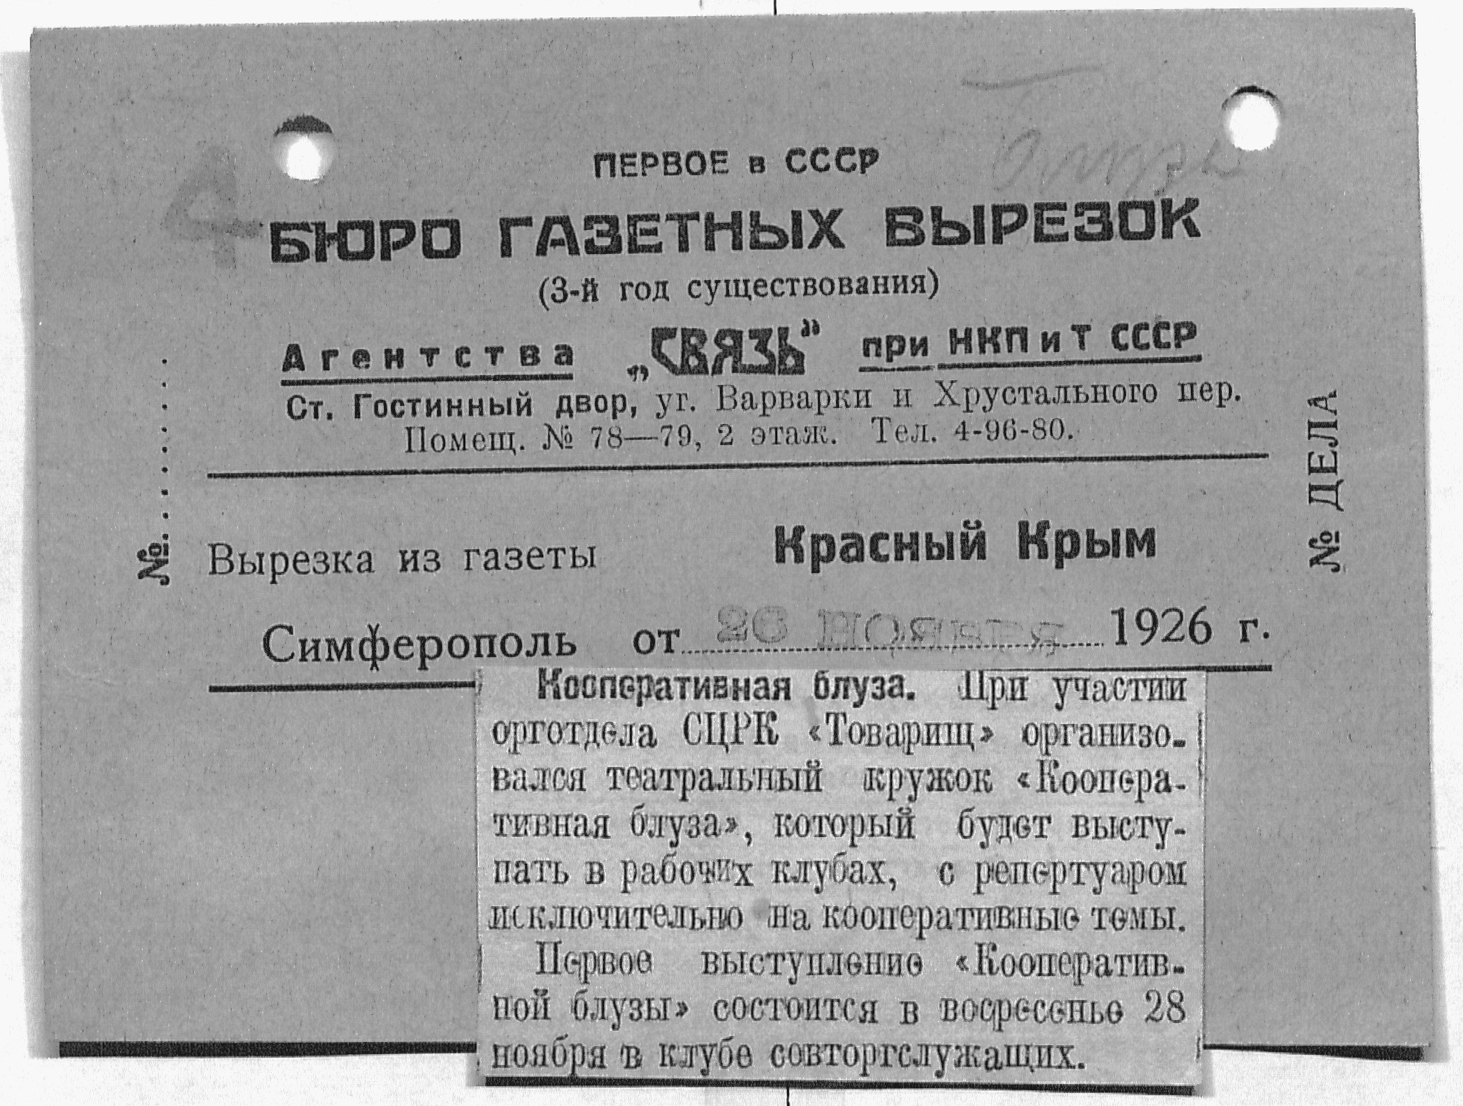 4
ПЕРВОЕ в СССР
БЮРО ГАЗЕТНЫХ ВЫРЕЗОК
(3-й год существования)
Агентства „СВЯЗЬ" при НКП и Т СССР
Ст. Гостинный двор, уг. Варварки и Хрустального пер.
Помещ. № 78—79, 2 этаж. Тел. 4-96-80.
№.......
№ ДЕЛА
Вырезка из газеты Красный Крым
Симферополь от 26 НОЯБРЯ 1926 г.
Кооперативная блуза. При участии
орготдела СЦРК «Товарищ» организо-
вался театральный кружок «Коопера-
тивная блуза», который будет высту-
пать в рабочих клубах, с репертуаром
исключительно на кооперативные темы.
Первое выступление «Кооператив-
ной блузы» состоится в восресенье 28
ноября в клубе совторгслужащих.